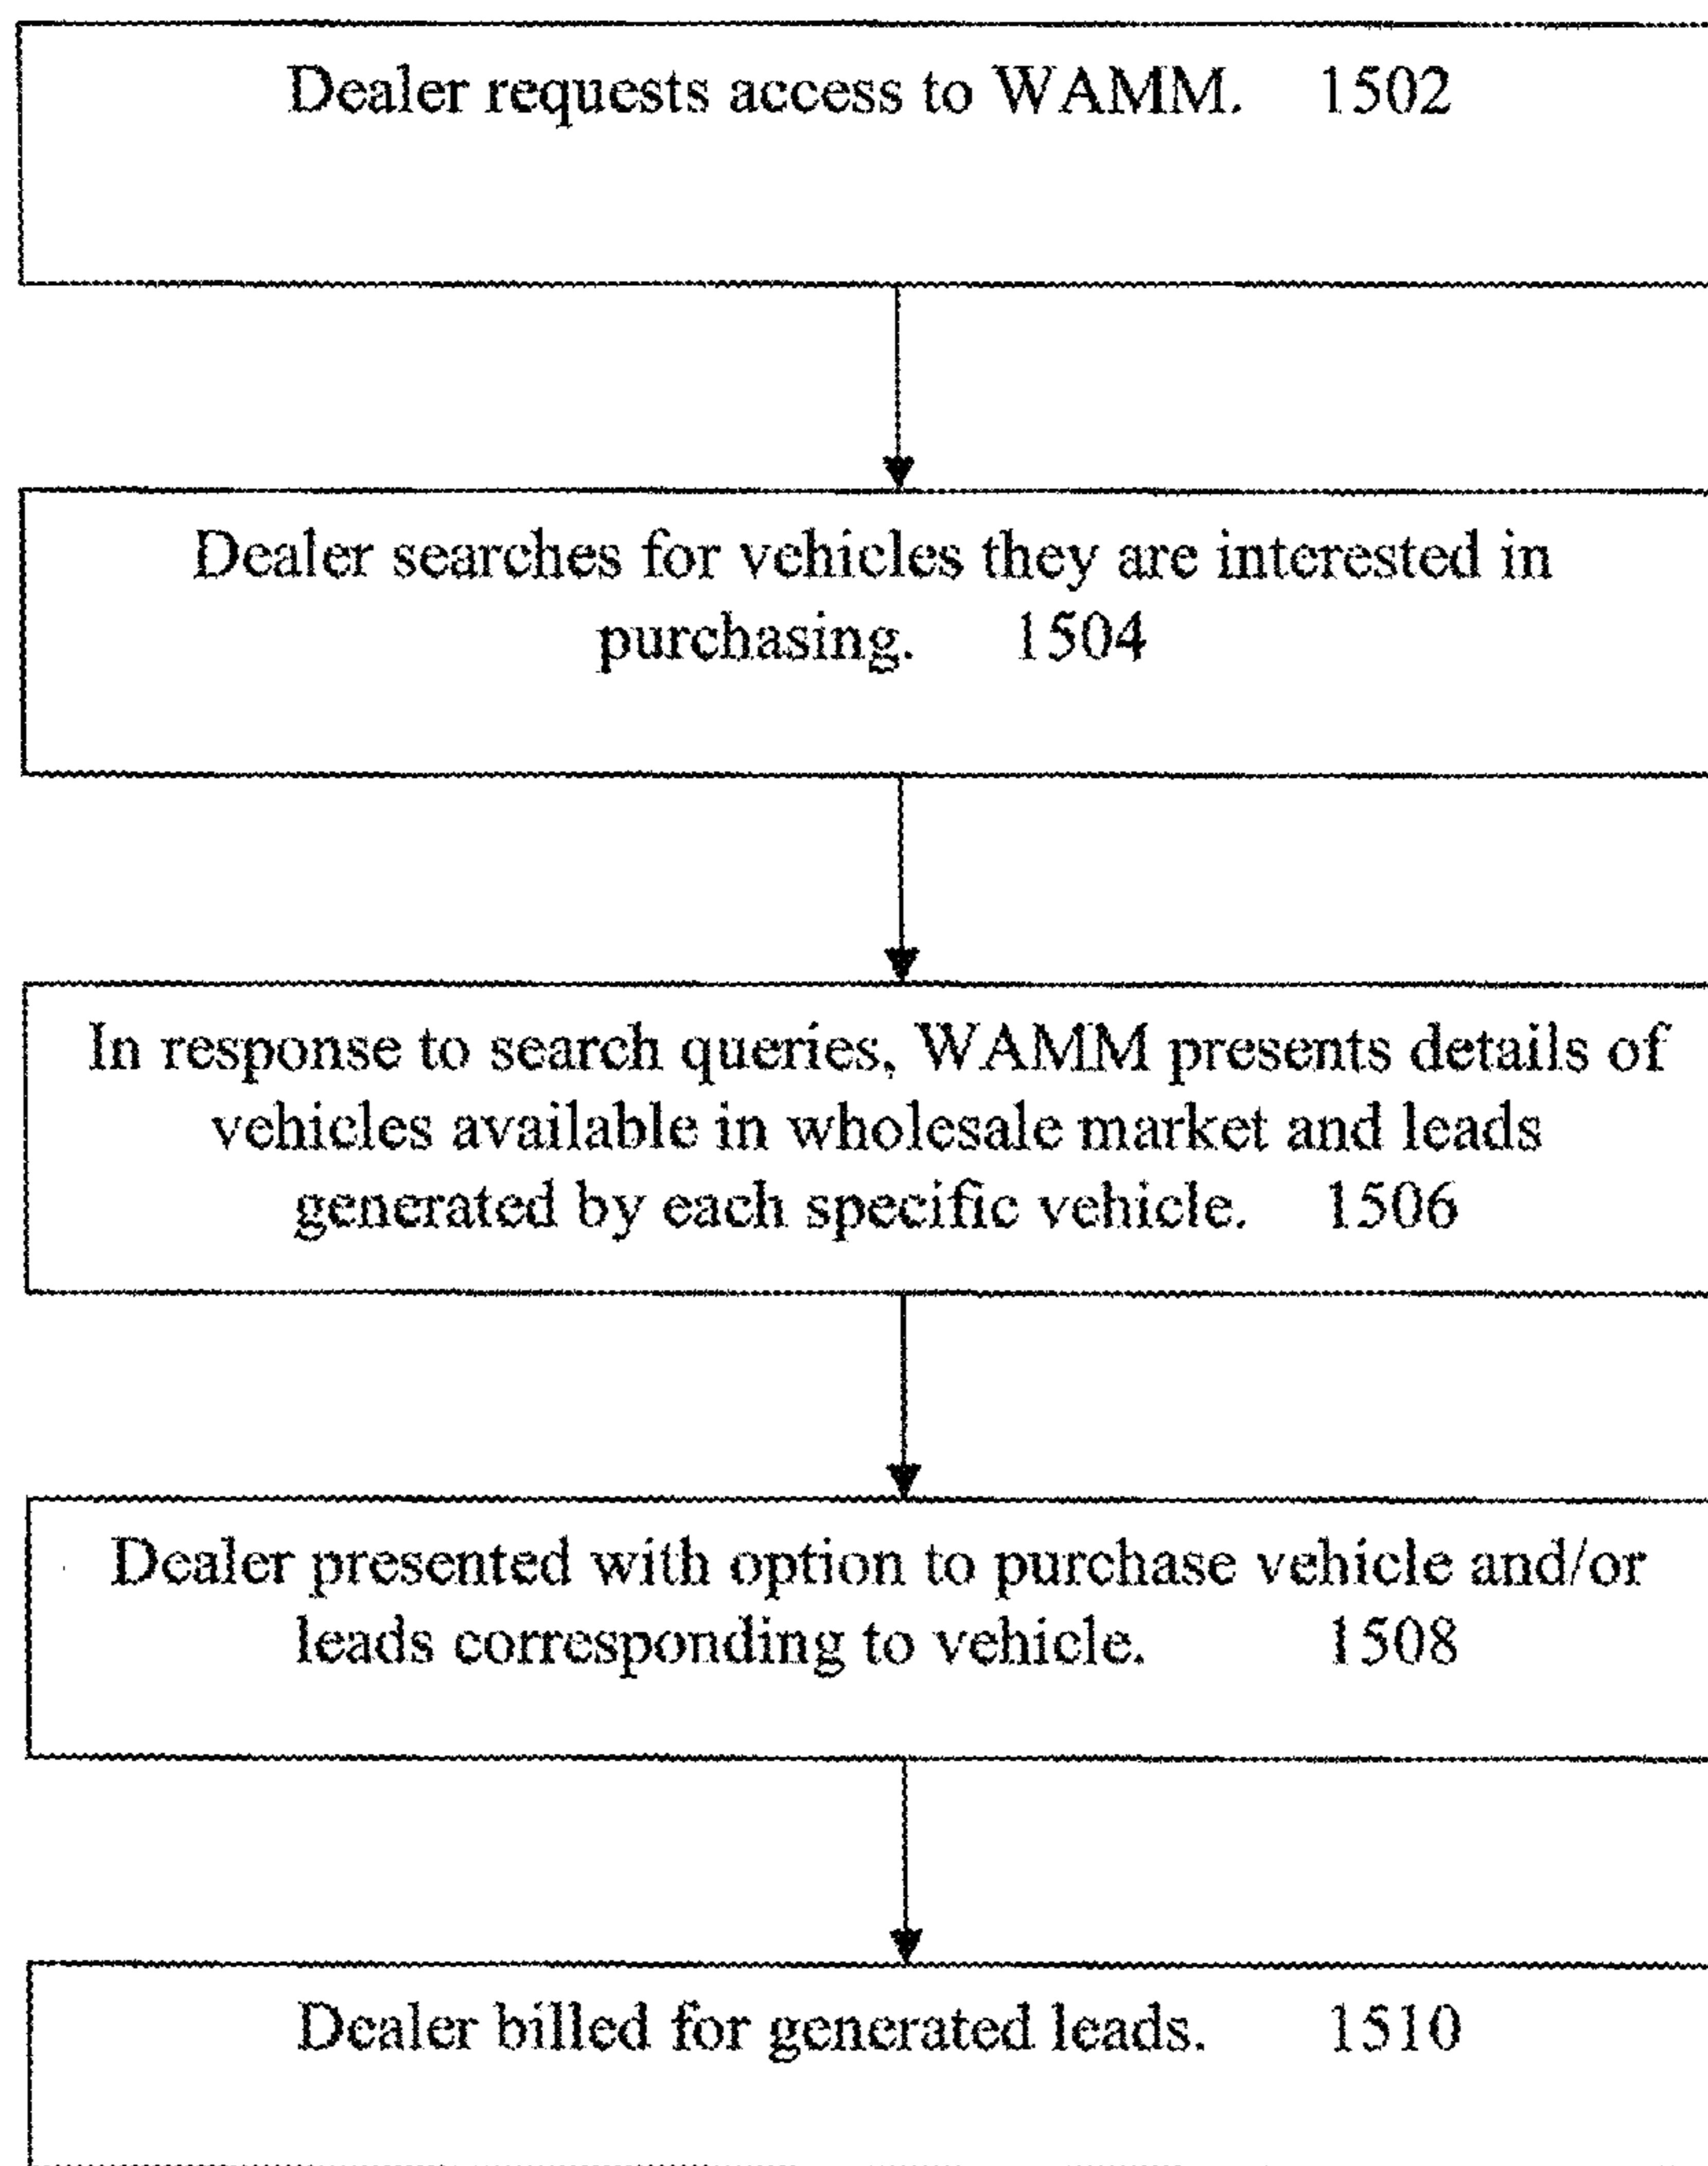 Dealer requests access to WAMM. 1502
Dealer searches for vehicles they are interested in
purchasing. 1504
In response to search queries, WAMM presents details of
vehicles available in wholesale market and leads
generated by each specific vehicle. 1506
Dealer presented with option to purchase vehicle and/or
leads corresponding to vehicle. 1508
Dealer billed for generated leads. 1510